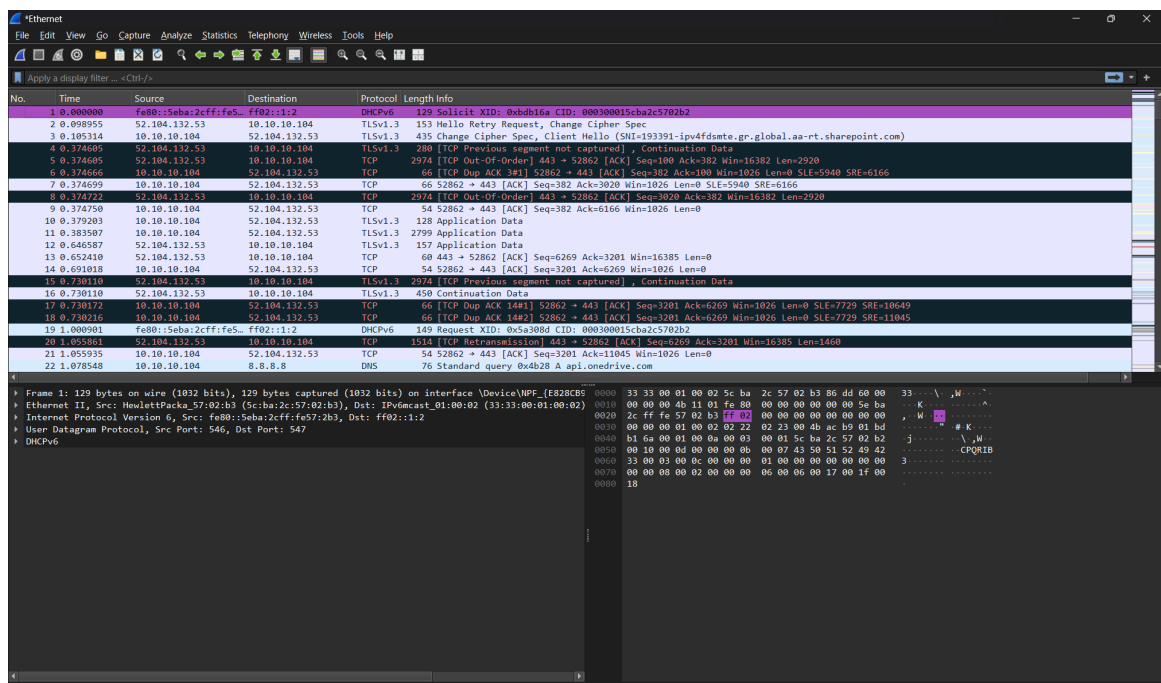 *Ethernet
File Edit View Go Capture Analyze Statistics Telephony Wireless Tools Help
Apply a display filter ... <Ctrl-/>
No. Time Source Destination Protocol Length Info
1 0.000000 fe80::5eba:2cff:fe5… ff02::1:2 DHCPv6 129 Solicit XID: 0xbdb16a CID: 000300015cba2c5702b2
2 0.098955 52.104.132.53 10.10.10.104 TLSv1.3 153 Hello Retry Request, Change Cipher Spec
3 0.105314 10.10.10.104 52.104.132.53 TLSv1.3 435 Change Cipher Spec, Client Hello (SNI=193391-ipv4fdsmte.gr.global.aa-rt.sharepoint.com)
4 0.374605 52.104.132.53 10.10.10.104 TLSv1.3 280 [TCP Previous segment not captured] , Continuation Data
5 0.374605 52.104.132.53 10.10.10.104 TCP 2974 [TCP Out-Of-Order] 443 → 52862 [ACK] Seq=100 Ack=382 Win=16382 Len=2920
6 0.374666 10.10.10.104 52.104.132.53 TCP 66 [TCP Dup ACK 3#1] 52862 → 443 [ACK] Seq=382 Ack=100 Win=1026 Len=0 SLE=5940 SRE=6166
7 0.374699 10.10.10.104 52.104.132.53 TCP 66 52862 → 443 [ACK] Seq=382 Ack=3020 Win=1026 Len=0 SLE=5940 SRE=6166
8 0.374722 52.104.132.53 10.10.10.104 TCP 2974 [TCP Out-Of-Order] 443 → 52862 [ACK] Seq=3020 Ack=382 Win=16382 Len=2920
9 0.374750 10.10.10.104 52.104.132.53 TCP 54 52862 → 443 [ACK] Seq=382 Ack=6166 Win=1026 Len=0
10 0.379203 10.10.10.104 52.104.132.53 TLSv1.3 128 Application Data
11 0.383507 10.10.10.104 52.104.132.53 TLSv1.3 2799 Application Data
12 0.646587 52.104.132.53 10.10.10.104 TLSv1.3 157 Application Data
13 0.652410 52.104.132.53 10.10.10.104 TCP 60 443 → 52862 [ACK] Seq=6269 Ack=3201 Win=16385 Len=0
14 0.691018 10.10.10.104 52.104.132.53 TCP 54 52862 → 443 [ACK] Seq=3201 Ack=6269 Win=1026 Len=0
15 0.730110 52.104.132.53 10.10.10.104 TLSv1.3 2974 [TCP Previous segment not captured] , Continuation Data
16 0.730110 52.104.132.53 10.10.10.104 TLSv1.3 450 Continuation Data
17 0.730172 10.10.10.104 52.104.132.53 TCP 66 [TCP Dup ACK 14#1] 52862 → 443 [ACK] Seq=3201 Ack=6269 Win=1026 Len=0 SLE=7729 SRE=10649
18 0.730216 10.10.10.104 52.104.132.53 TCP 66 [TCP Dup ACK 14#2] 52862 → 443 [ACK] Seq=3201 Ack=6269 Win=1026 Len=0 SLE=7729 SRE=11045
19 1.000901 fe80::5eba:2cff:fe5… ff02::1:2 DHCPv6 149 Request XID: 0x5a308d CID: 000300015cba2c5702b2
20 1.055861 52.104.132.53 10.10.10.104 TCP 1514 [TCP Retransmission] 52862 → 443 [ACK] Seq=6269 Ack=3201 Win=16385 Len=1460
21 1.055935 10.10.10.104 52.104.132.53 TCP 54 52862 → 443 [ACK] Seq=3201 Ack=11045 Win=1026 Len=0
22 1.078548 10.10.10.104 8.8.8.8 DNS 76 Standard query 0x4b28 A api.onedrive.com
Frame 1: 129 bytes on wire (1032 bits), 129 bytes captured (1032 bits) on interface \Device\NPF_{E828CB9
Ethernet II, Src: HewlettPacka_57:02:b3 (5c:ba:2c:57:02:b3), Dst: IPv6mcast_01:00:02 (33:33:00:01:00:02)
Internet Protocol Version 6, Src: fe80::5eba:2cff:fe57:2b3, Dst: ff02::1:2
User Datagram Protocol, Src Port: 546, Dst Port: 547
DHCPv6
0000 33 33 00 01 00 02 5c ba 2c 57 02 b3 86 dd 60 00 33····\· ,W····`·
0010 00 00 00 4b 11 01 fe 80 00 00 00 00 00 00 5e ba ···K···· ······^·
0020 2c ff fe 57 02 b3 ff 02 00 00 00 00 00 00 00 00 ,··W···· ········
0030 00 00 00 01 00 02 02 22 02 23 00 4b ac b9 01 bd ·······" ·#·K····
0040 b1 6a 00 01 00 0a 00 03 00 01 5c ba 2c 57 02 b2 ·j······ ··\·,W··
0050 00 10 00 0d 00 00 00 0b 00 07 43 50 51 52 49 42 ········ ··CPQRIB
0060 33 00 03 00 0c 00 00 00 01 00 00 00 00 00 00 00 3······· ········
0070 00 00 08 00 02 00 00 00 06 00 06 00 17 00 1f 00 ········ ········
0080 18 ·